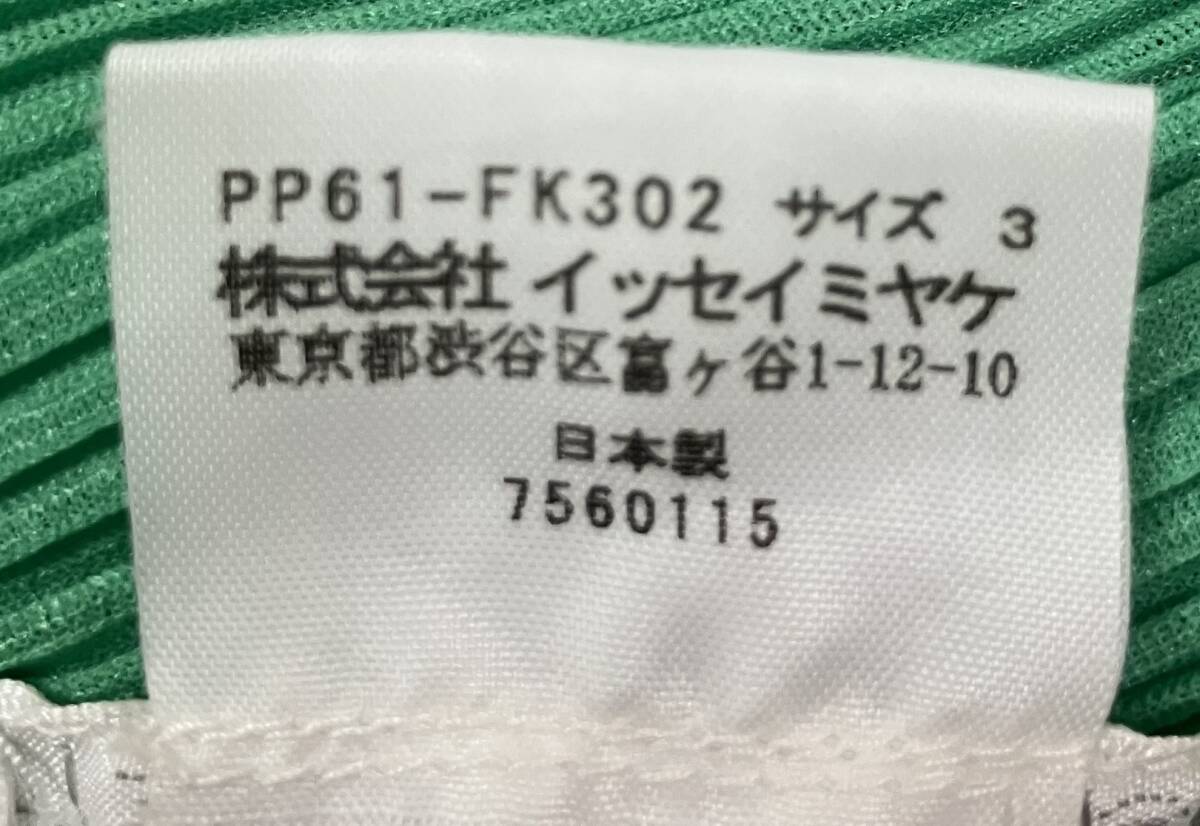 PP61-FK302 サイズ 3
株式会社 イッセイミヤケ
東京都渋谷区富ヶ谷1-12-10
日本製
7560115